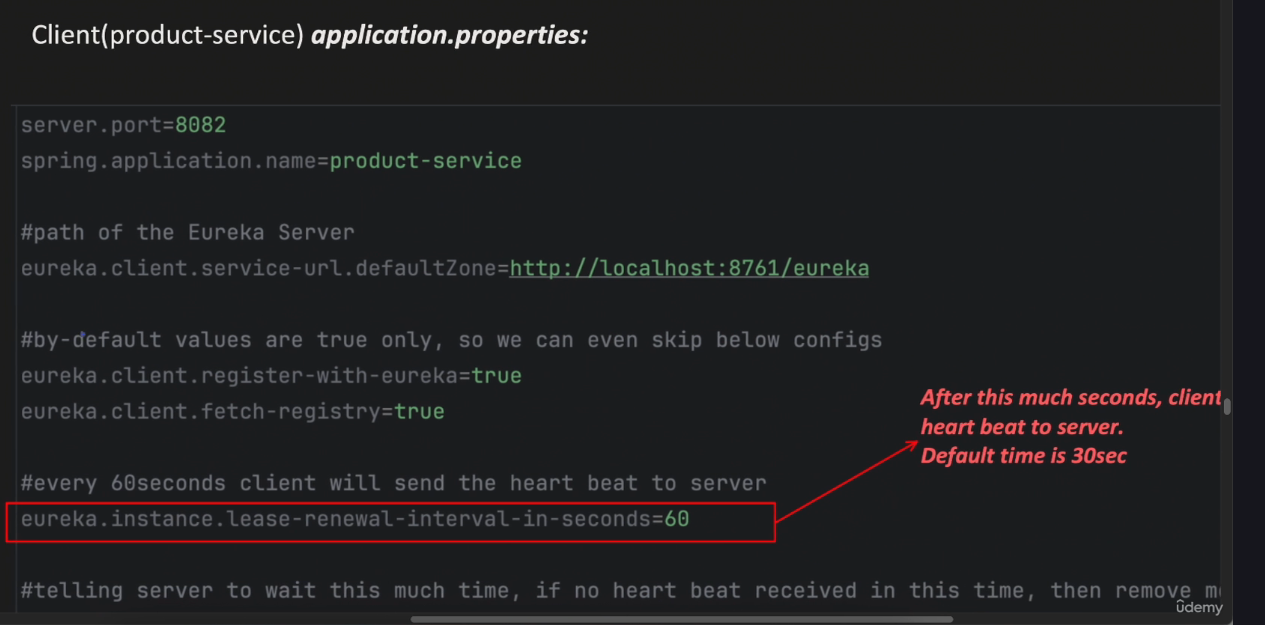 Client(product-service) application.properties:
server.port=8082
spring.application.name=product-service
#path of the Eureka Server
eureka.client.service-url.defaultZone=http://localhost:8761/eureka
#by-default values are true only, so we can even skip below configs
eureka.client.register-with-eureka=true
eureka.client.fetch-registry=true
After this much seconds, client
heart beat to server.
Default time is 30sec
#every 60seconds client will send the heart beat to server
eureka.instance.lease-renewal-interval-in-seconds=60
#telling server to wait this much time, if no heart beat received in this time, then remove
ûdemy